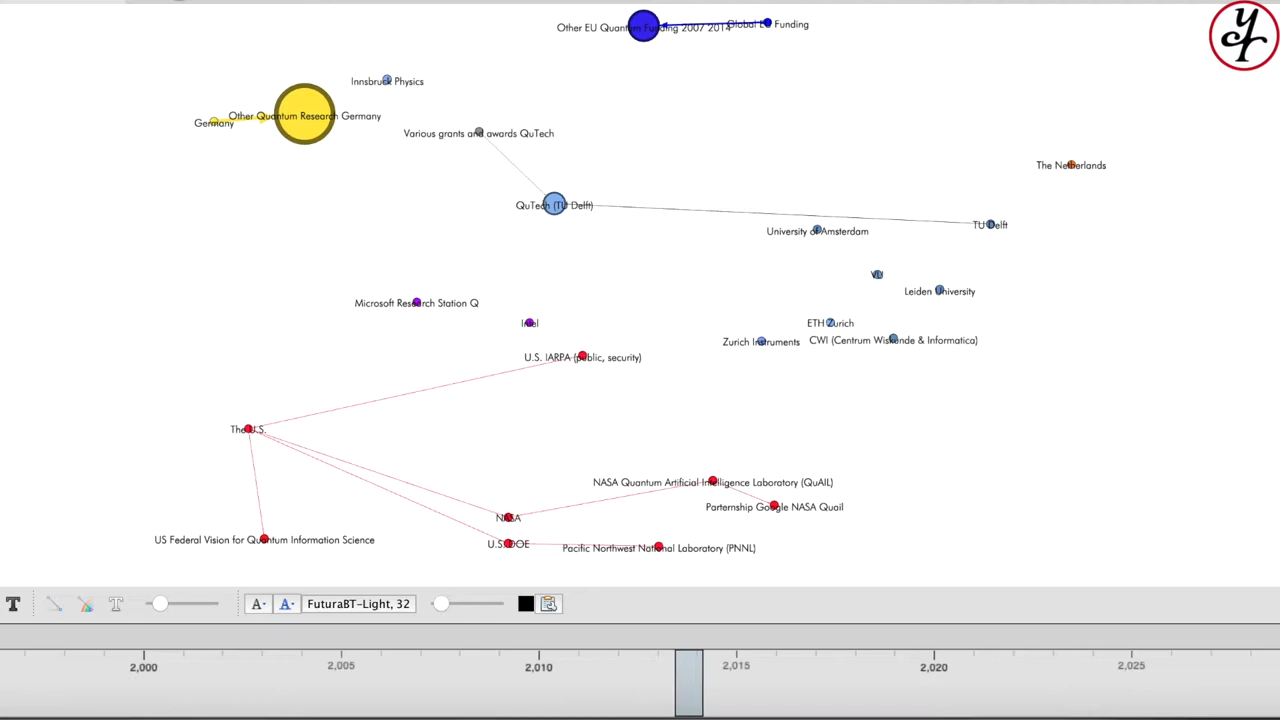 Other EU Quantum Funding 2007 2014
Global EU Funding
Innsbruck Physics
Germany
Other Quantum Research Germany
Various grants and awards QuTech
The Netherlands
QuTech (TU Delft)
TU Delft
University of Amsterdam
VU
Leiden University
Microsoft Research Station Q
Intel
ETH Zurich
Zurich Instruments
CWI (Centrum Wiskunde & Informatica)
U.S. IARPA (public, security)
The U.S.
NASA Quantum Artificial Intelligence Laboratory (QuAIL)
Parternship Google NASA Quail
NASA
US Federal Vision for Quantum Information Science
U.S. DOE
Pacific Northwest National Laboratory (PNNL)
T T A A FuturaBT-Light, 32
2,000 2,005 2,010 2,015 2,020 2,025